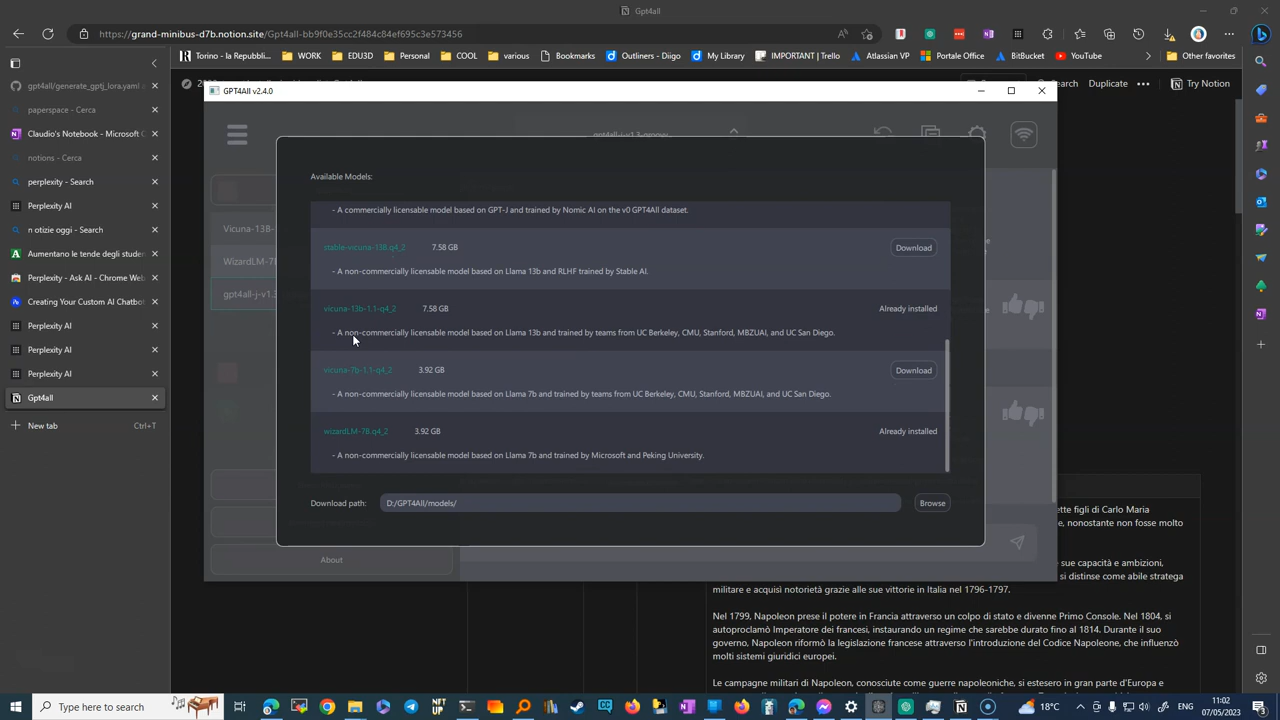 Gpt4all
https://grand-minibus-d7b.notion.site/Gpt4all-bb9f0e35cc2f484c84ef695c3e573456
Torino - la Repubbli...
WORK
EDU3D
Personal
COOL
various
Bookmarks
Outliners - Diigo
My Library
IMPORTANT | Trello
Atlassian VP
Portale Office
BitBucket
YouTube
Other favorites
gpt4all/generate_gptj_lora.yaml
paperspace - Cerca
Claudio's Notebook - Microsoft C
notions - Cerca
perplexity - Search
Perplexity AI
n otizie oggi - Search
Aumentano le tende degli studen
Perplexity - Ask AI - Chrome Web
Creating Your Custom AI Chatbot
Perplexity AI
Perplexity AI
Perplexity AI
Gpt4all
New tab
Ctrl+T
Search
Duplicate
Try Notion
GPT4All v2.4.0
gpt4all-j-v1.3-groovy
Vicuna-13B-
WizardLM-7
gpt4all-j-v1.3
Available Models:
- A commercially licensable model based on GPT-J and trained by Nomic AI on the v0 GPT4All dataset.
stable-vicuna-13B.q4_2
7.58 GB
Download
- A non-commercially licensable model based on Llama 13b and RLHF trained by Stable AI.
vicuna-13b-1.1-q4_2
7.58 GB
Already installed
- A non-commercially licensable model based on Llama 13b and trained by teams from UC Berkeley, CMU, Stanford, MBZUAI, and UC San Diego.
vicuna-7b-1.1-q4_2
3.92 GB
Download
- A non-commercially licensable model based on Llama 7b and trained by teams from UC Berkeley, CMU, Stanford, MBZUAI, and UC San Diego.
wizardLM-7B.q4_2
3.92 GB
Already installed
- A non-commercially licensable model based on Llama 7b and trained by Microsoft and Peking University.
Download path:
D:/GPT4All/models/
Browse
About
ette figli di Carlo Maria
, nonostante non fosse molto
sue capacità e ambizioni,
si distinse come abile stratega
militare e acquisì notorietà grazie alle sue vittorie in Italia nel 1796-1797.
Nel 1799, Napoleon prese il potere in Francia attraverso un colpo di stato e divenne Primo Console. Nel 1804, si
autoproclamò Imperatore dei francesi, instaurando un regime che sarebbe durato fino al 1814. Durante il suo
governo, Napoleon riformò la legislazione francese attraverso l'introduzione del Codice Napoleone, che influenzò
molti sistemi giuridici europei.
Le campagne militari di Napoleon, conosciute come guerre napoleoniche, si estesero in gran parte d'Europa e
Type here to search
18°C
ENG
11:02
07/05/2023